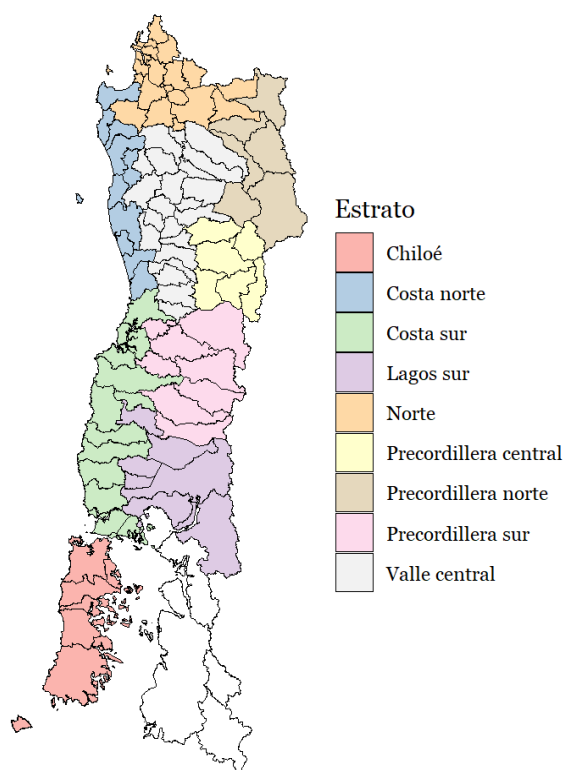 Estrato
Chiloé
Costa norte
Costa sur
Lagos sur
Norte
Precordillera central
Precordillera norte
Precordillera sur
Valle central